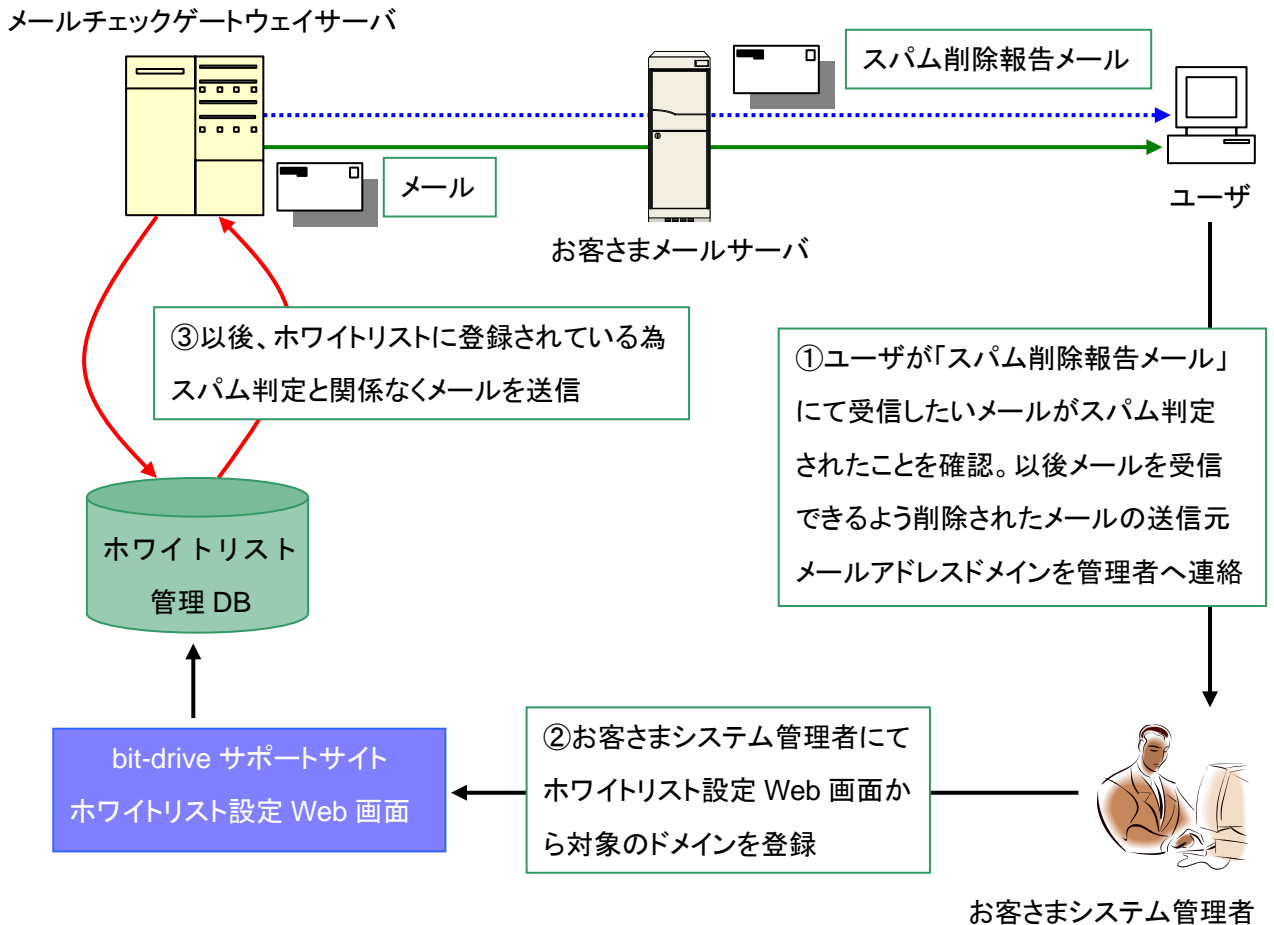 メールチェックゲートウェイサーバ
スパム削除報告メール
メール
ユーザ
お客さまメールサーバ
①ユーザが「スパム削除報告メール」
にて受信したいメールがスパム判定
されたことを確認。以後メールを受信
できるよう削除されたメールの送信元
メールアドレスドメインを管理者へ連絡
③以後、ホワイトリストに登録されている為
スパム判定と関係なくメールを送信
ホワイトリスト
管理 DB
②お客さまシステム管理者にて
ホワイトリスト設定 Web 画面か
ら対象のドメインを登録
bit-drive サポートサイト
ホワイトリスト設定 Web 画面
お客さまシステム管理者